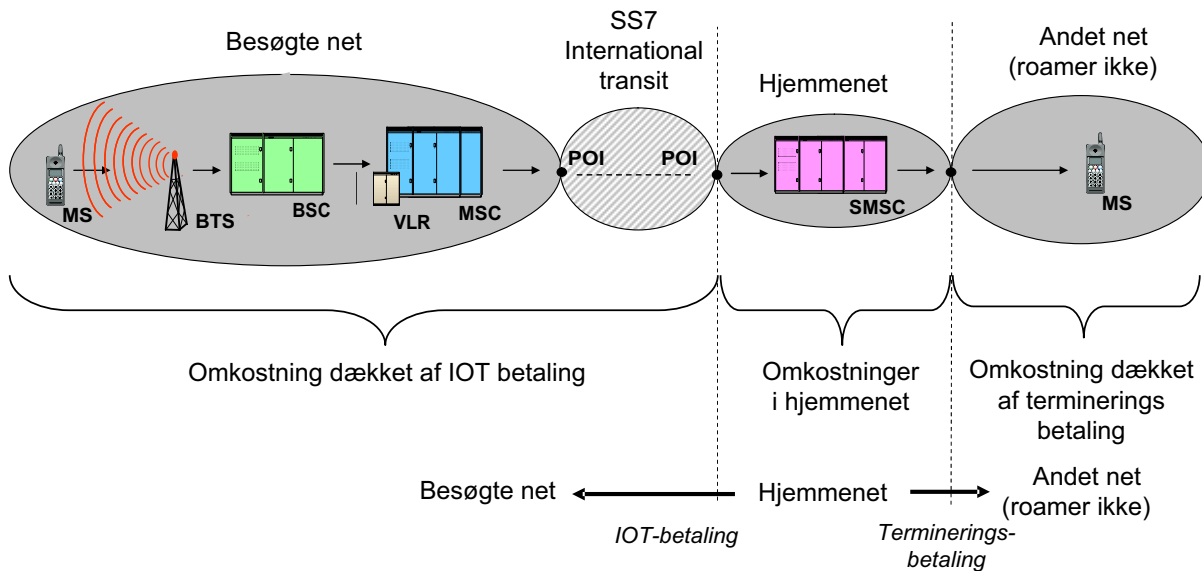 Besøgte net
SS7
International
transit
Hjemmenet
Andet net
(roamer ikke)
MS
BTS
BSC
VLR
MSC
POI
POI
SMSC
MS
Omkostning dækket af IOT betaling
Omkostninger
i hjemmenet
Omkostning dækket
af terminerings
betaling
Besøgte net
Hjemmenet
Andet net
(roamer ikke)
IOT-betaling
Terminerings-
betaling